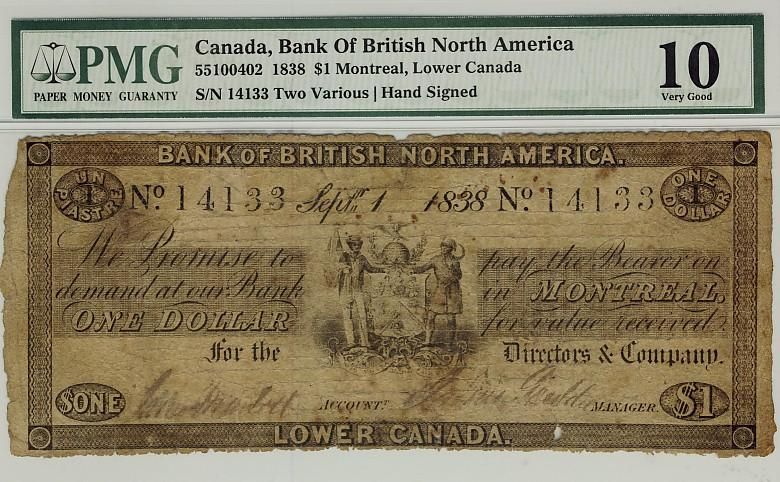 PMG
PAPER MONEY GUARANTY
Canada, Bank Of British North America
55100402 1838 $1 Montreal, Lower Canada
S/N 14133 Two Various | Hand Signed
10
Very Good
BANK OF BRITISH NORTH AMERICA.
UN 1 PIASTRE
No 14133 Septr. 1 1838 No 14133
ONE 1 DOLLAR
We Promise to pay the Bearer on
demand at our Bank in MONTREAL.
ONE DOLLAR for value received.
For the Directors & Company.
$ONE ACCOUNTT MANAGER. $1
LOWER CANADA.